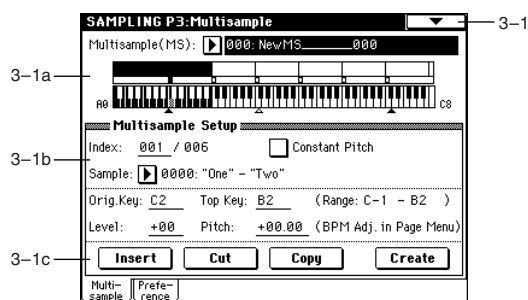 SAMPLING P3:Multisample
3-1
Multisample(MS): 000: NewMS______000
3-1a
A0 C8
Multisample Setup
3-1b
Index: 001 / 006 Constant Pitch
Sample: 0000: "One" - "Two"
Orig.Key: C2 Top Key: B2 (Range: C-1 - B2 )
Level: +00 Pitch: +00.00 (BPM Adj. in Page Menu)
3-1c
Insert Cut Copy Create
Multi-sample Prefe-rence